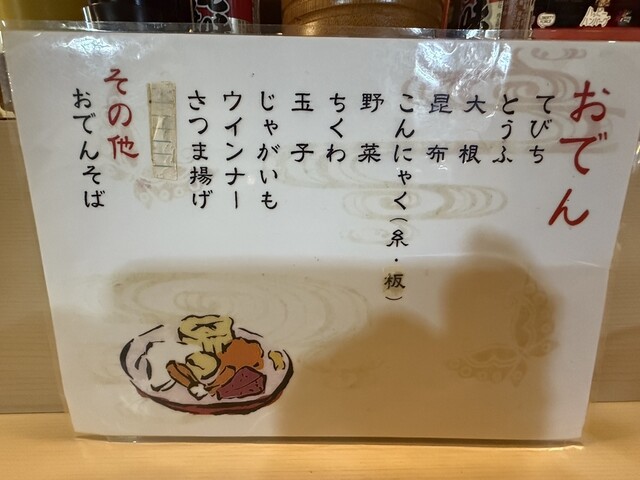 おでん
てびち
とうふ
大根
昆布
こんにゃく(糸・板)
野菜
ちくわ
玉子
じゃがいも
ウインナー
さつま揚げ
その他
おでんそば